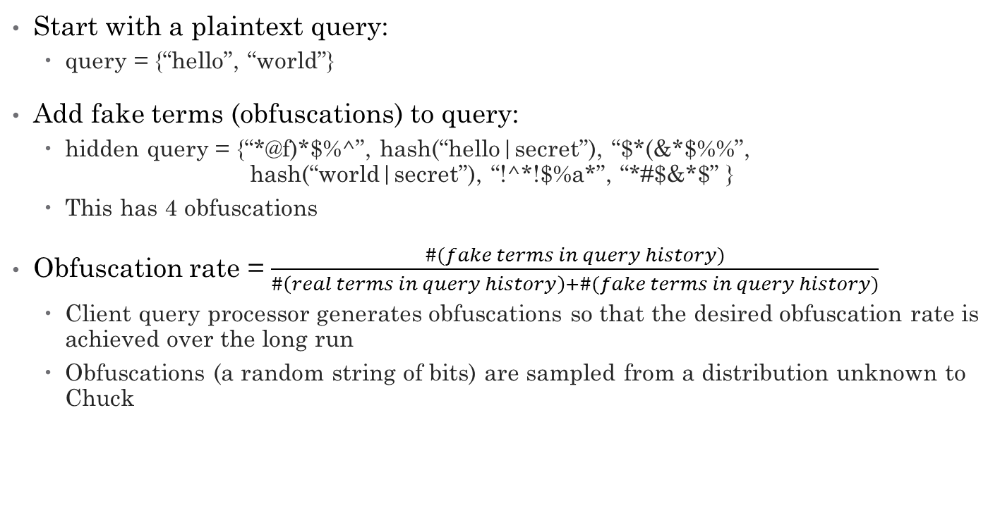 • Start with a plaintext query:
• query = {“hello”, “world”}
• Add fake terms (obfuscations) to query:
• hidden query = {“*@f)*$%^”, hash(“hello|secret”), “$*(&*$%%”,
hash(“world|secret”), “!^*!$%a*”, “*#$&*$” }
• This has 4 obfuscations
• Obfuscation rate = #(fake terms in query history)
#(real terms in query history)+#(fake terms in query history)
• Client query processor generates obfuscations so that the desired obfuscation rate is
achieved over the long run
• Obfuscations (a random string of bits) are sampled from a distribution unknown to
Chuck